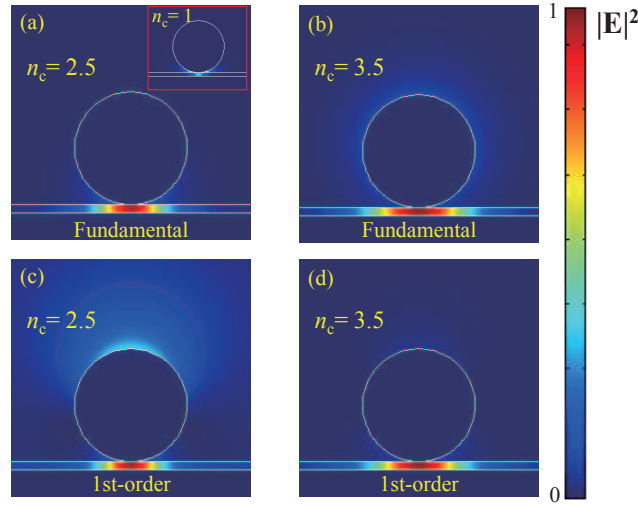 (a)
n_c = 1
n_c = 2.5
Fundamental
(b)
n_c = 3.5
Fundamental
1
|E|²
(c)
n_c = 2.5
1st-order
(d)
n_c = 3.5
1st-order
0